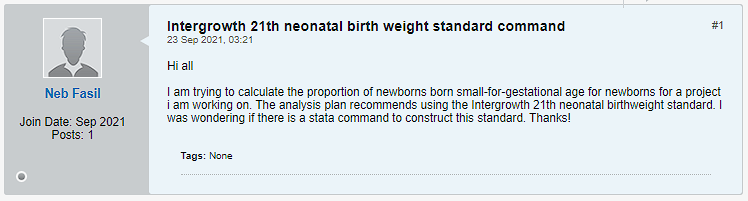 Intergrowth 21th neonatal birth weight standard command
#1
23 Sep 2021, 03:21
Neb Fasil
Join Date: Sep 2021
Posts: 1
Hi all
I am trying to calculate the proportion of newborns born small-for-gestational age for newborns for a project
i am working on. The analysis plan recommends using the Intergrowth 21th neonatal birthweight standard. I
was wondering if there is a stata command to construct this standard. Thanks!
Tags: None